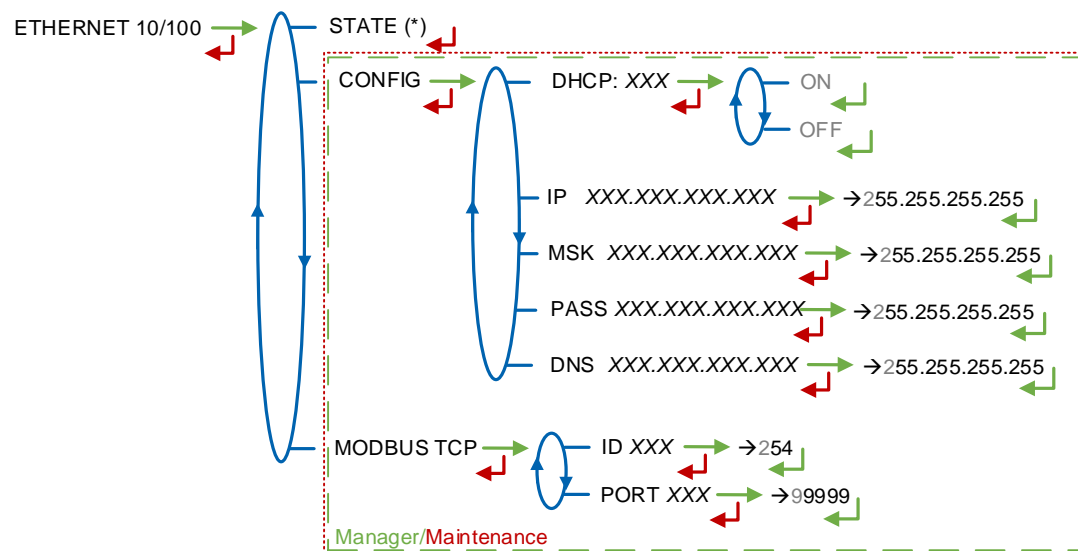 ETHERNET 10/100
STATE (*)
CONFIG
DHCP: XXX
ON
OFF
IP XXX.XXX.XXX.XXX →255.255.255.255
MSK XXX.XXX.XXX.XXX →255.255.255.255
PASS XXX.XXX.XXX.XXX →255.255.255.255
DNS XXX.XXX.XXX.XXX →255.255.255.255
MODBUS TCP
ID XXX →254
PORT XXX →99999
Manager/Maintenance